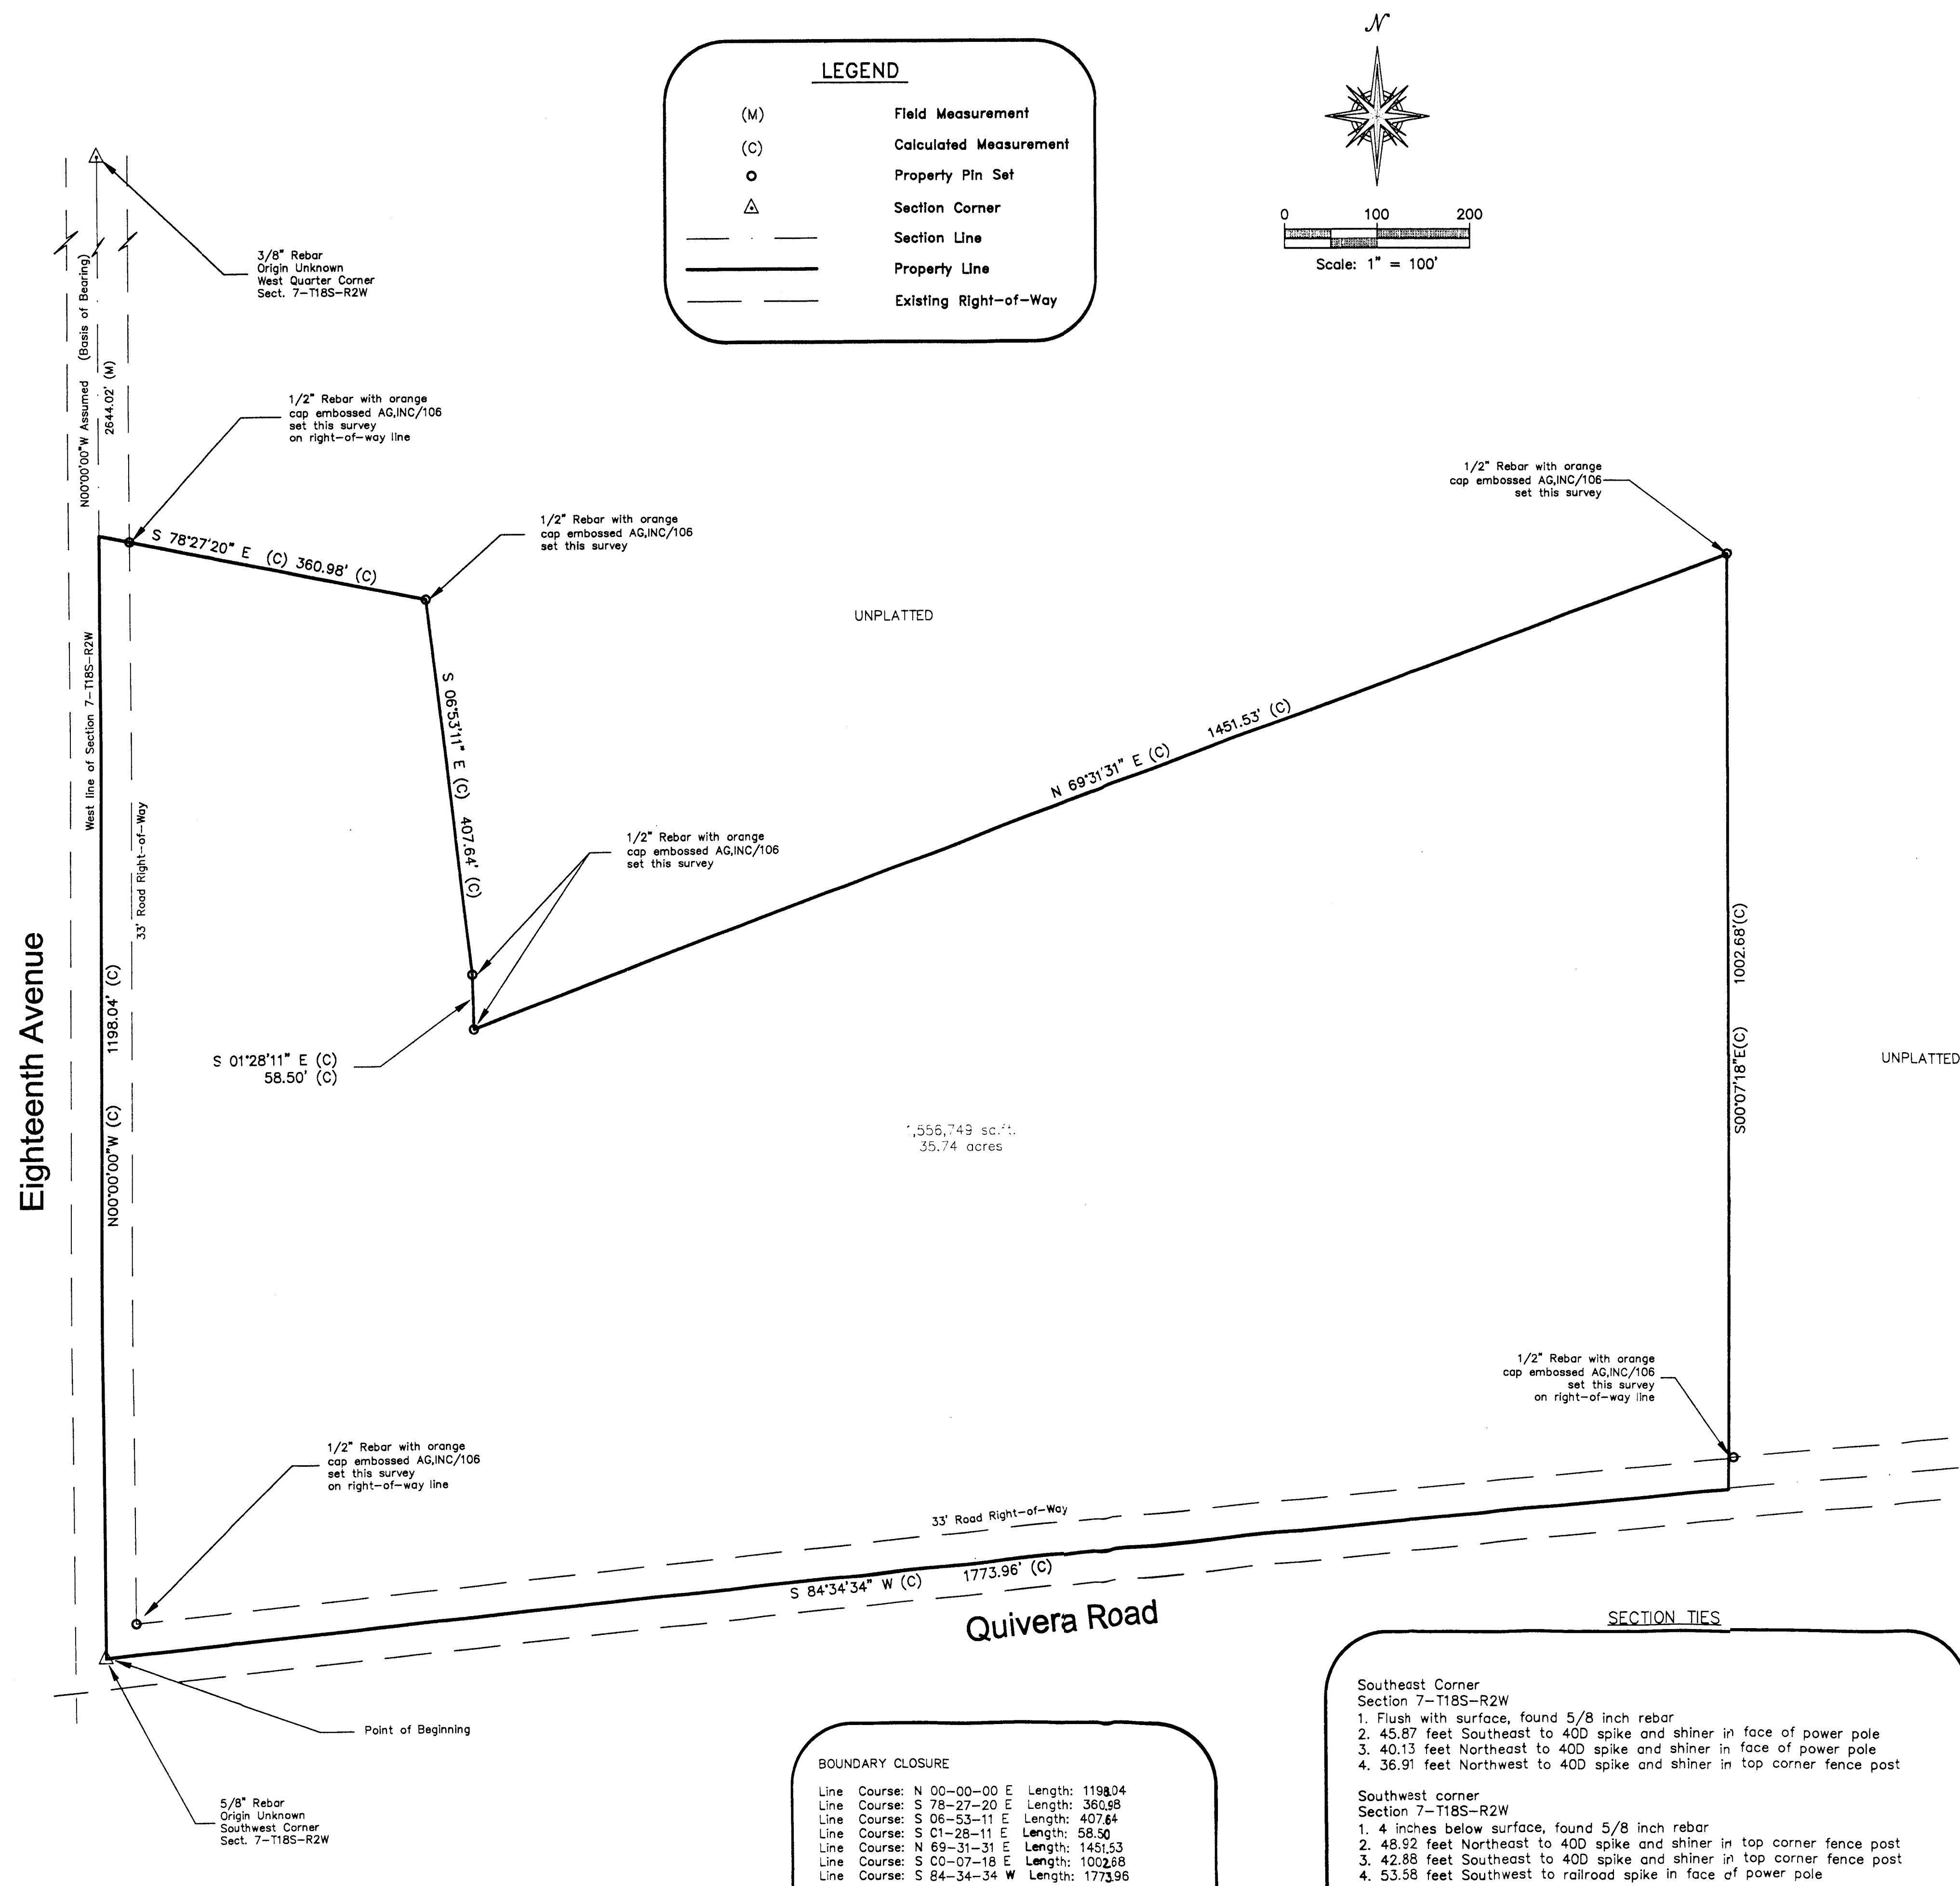 N
LEGEND
(M) Field Measurement
(C) Calculated Measurement
Property Pin Set
Section Corner
Section Line
Property Line
Existing Right-of-Way
0 100 200
Scale: 1" = 100'
3/8" Rebar
Origin Unknown
West Quarter Corner
Sect. 7-T18S-R2W
N00°00'00"W Assumed (Basis of Bearing)
2644.02' (M)
1/2" Rebar with orange
cap embossed AG,INC/106
set this survey
on right-of-way line
1/2" Rebar with orange
cap embossed AG,INC/106
set this survey
1/2" Rebar with orange
cap embossed AG,INC/106
set this survey
S 78°27'20" E (C) 360.98' (C)
UNPLATTED
West line of Section 7-T18S-R2W
S 06°53'11" E (C) 407.64' (C)
N 69°31'31" E (C) 1451.53' (C)
33' Road Right-of-Way
1/2" Rebar with orange
cap embossed AG,INC/106
set this survey
Eighteenth Avenue
N00°00'00"W (C) 1198.04' (C)
S 01°28'11" E (C)
58.50' (C)
S00°07'18"E(C) 1002.68'(C)
UNPLATTED
,556,749 sq.ft.
35.74 acres
1/2" Rebar with orange
cap embossed AG,INC/106
set this survey
on right-of-way line
1/2" Rebar with orange
cap embossed AG,INC/106
set this survey
on right-of-way line
33' Road Right-of-Way
S 84°34'34" W (C) 1773.96' (C)
Quivera Road
Point of Beginning
5/8" Rebar
Origin Unknown
Southwest Corner
Sect. 7-T18S-R2W
BOUNDARY CLOSURE
Line Course: N 00-00-00 E Length: 1198.04
Line Course: S 78-27-20 E Length: 360.98
Line Course: S 06-53-11 E Length: 407.64
Line Course: S C1-28-11 E Length: 58.50
Line Course: N 69-31-31 E Length: 1451.53
Line Course: S C0-07-18 E Length: 1002.68
Line Course: S 84-34-34 W Length: 1773.96
SECTION TIES
Southeast Corner
Section 7-T18S-R2W
1. Flush with surface, found 5/8 inch rebar
2. 45.87 feet Southeast to 40D spike and shiner in face of power pole
3. 40.13 feet Northeast to 40D spike and shiner in face of power pole
4. 36.91 feet Northwest to 40D spike and shiner in top corner fence post
Southwest corner
Section 7-T18S-R2W
1. 4 inches below surface, found 5/8 inch rebar
2. 48.92 feet Northeast to 40D spike and shiner in top corner fence post
3. 42.88 feet Southeast to 40D spike and shiner in top corner fence post
4. 53.58 feet Southwest to railroad spike in face of power pole